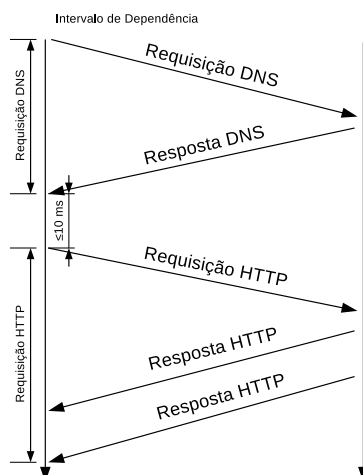 Intervalo de Dependência
Requisição DNS
Requisição DNS
Resposta DNS
≤10 ms
Requisição HTTP
Requisição HTTP
Resposta HTTP
Resposta HTTP